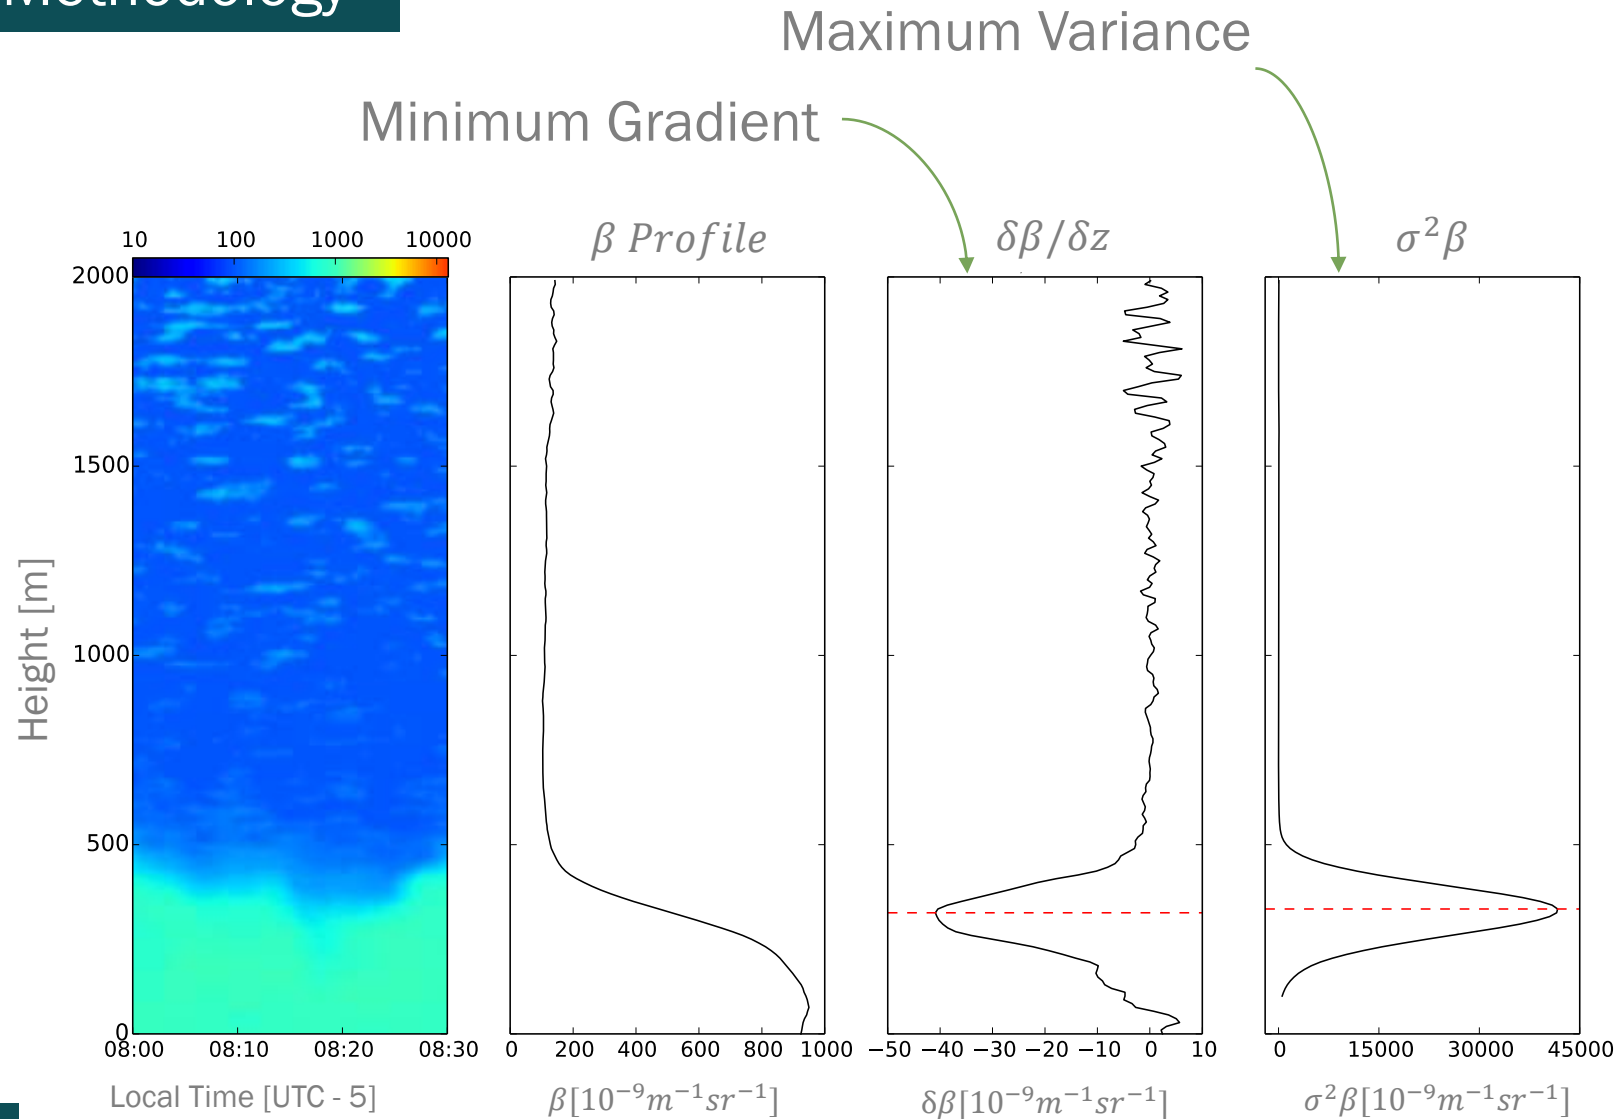 Methodology
Maximum Variance
Minimum Gradient
β Profile
δβ/δz
σ²β
10 100 1000 10000
2000
1500
1000
500
0
Height [m]
08:00 08:10 08:20 08:30
0 200 400 600 800 1000
−50 −40 −30 −20 −10 0 10
0 15000 30000 45000
Local Time [UTC - 5]
β[10⁻⁹m⁻¹sr⁻¹]
δβ[10⁻⁹m⁻¹sr⁻¹]
σ²β[10⁻⁹m⁻¹sr⁻¹]